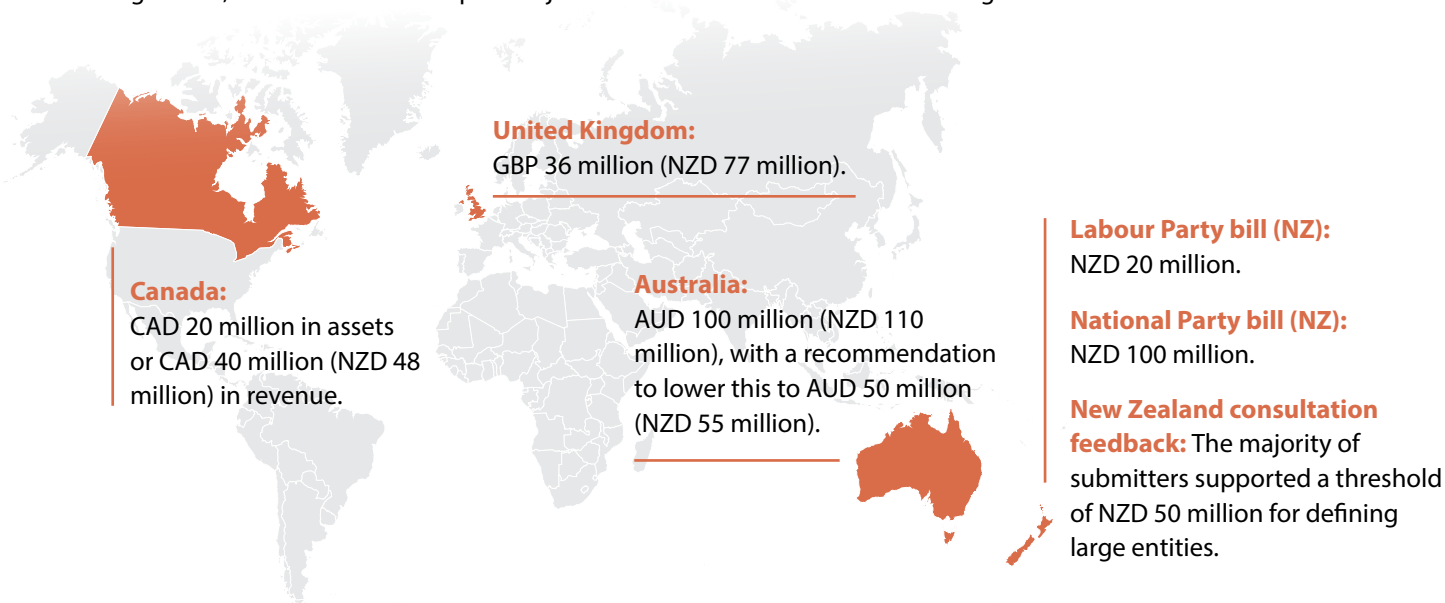 United Kingdom:
GBP 36 million (NZD 77 million).
Canada:
CAD 20 million in assets
or CAD 40 million (NZD 48
million) in revenue.
Australia:
AUD 100 million (NZD 110
million), with a recommendation
to lower this to AUD 50 million
(NZD 55 million).
Labour Party bill (NZ):
NZD 20 million.
National Party bill (NZ):
NZD 100 million.
New Zealand consultation
feedback: The majority of
submitters supported a threshold
of NZD 50 million for defining
large entities.